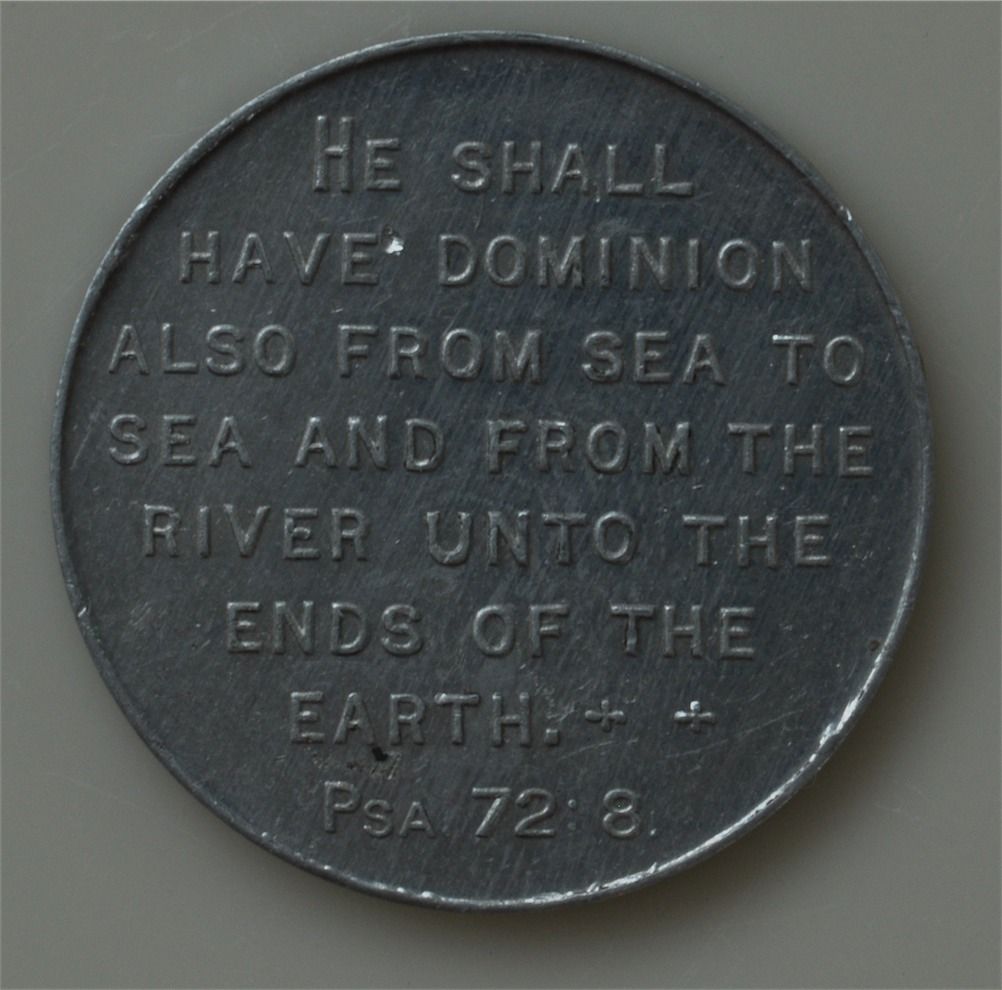 HE SHALL
HAVE DOMINION
ALSO FROM SEA TO
SEA AND FROM THE
RIVER UNTO THE
ENDS OF THE
EARTH. + +
PSA 72:8.